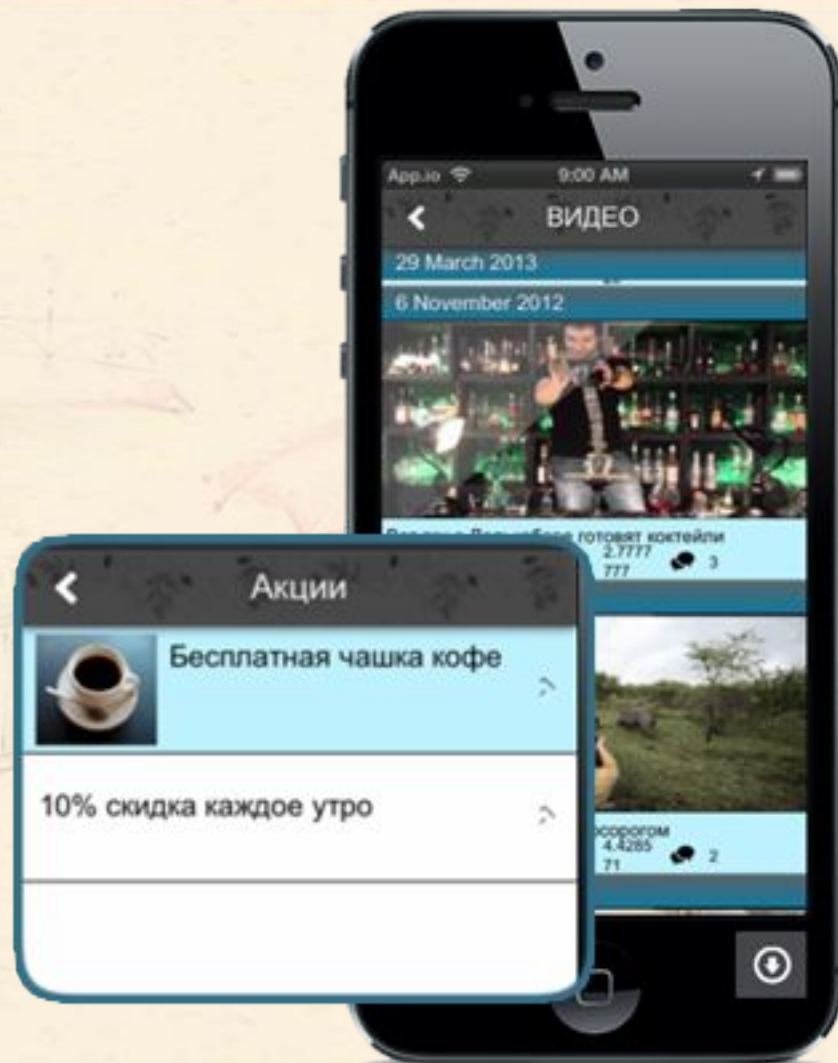 App.io 9:00 AM
ВИДЕО
29 March 2013
6 November 2012
готовят коктейли
2.7777
777
3
4.4285
71
2
Акции
Бесплатная чашка кофе
10% скидка каждое утро